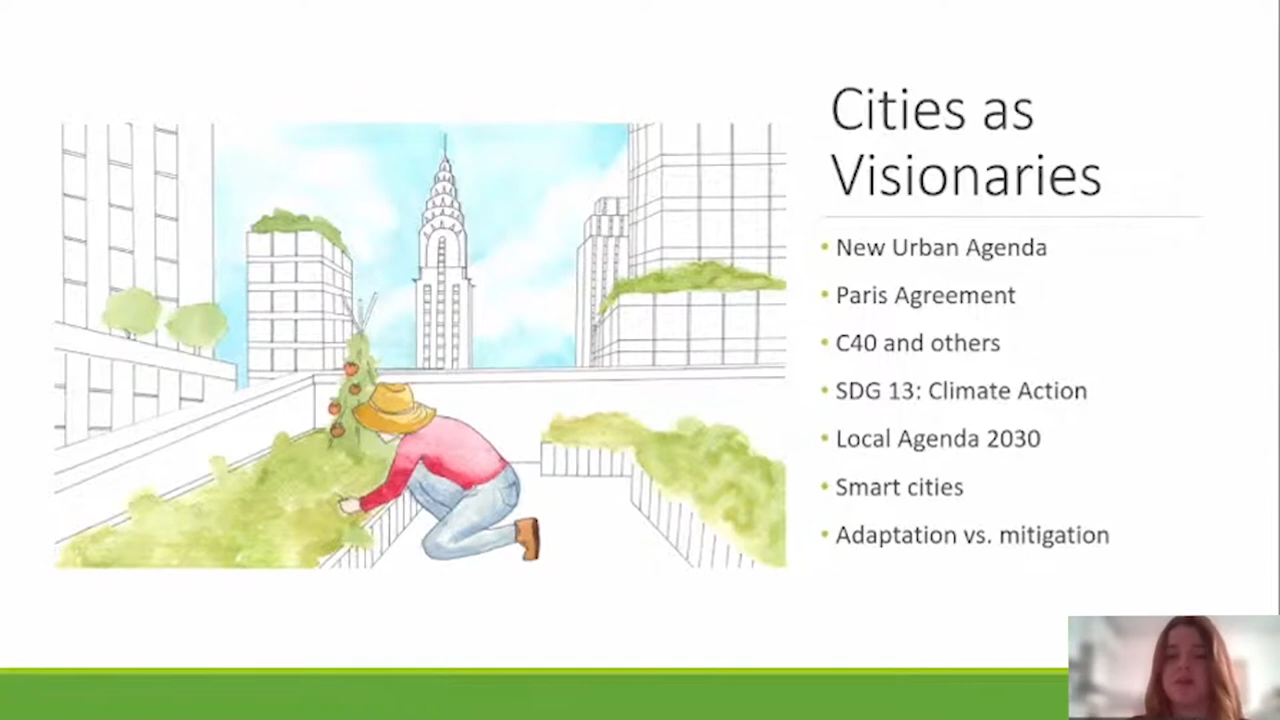 Cities as
Visionaries
• New Urban Agenda
• Paris Agreement
• C40 and others
• SDG 13: Climate Action
• Local Agenda 2030
• Smart cities
• Adaptation vs. mitigation